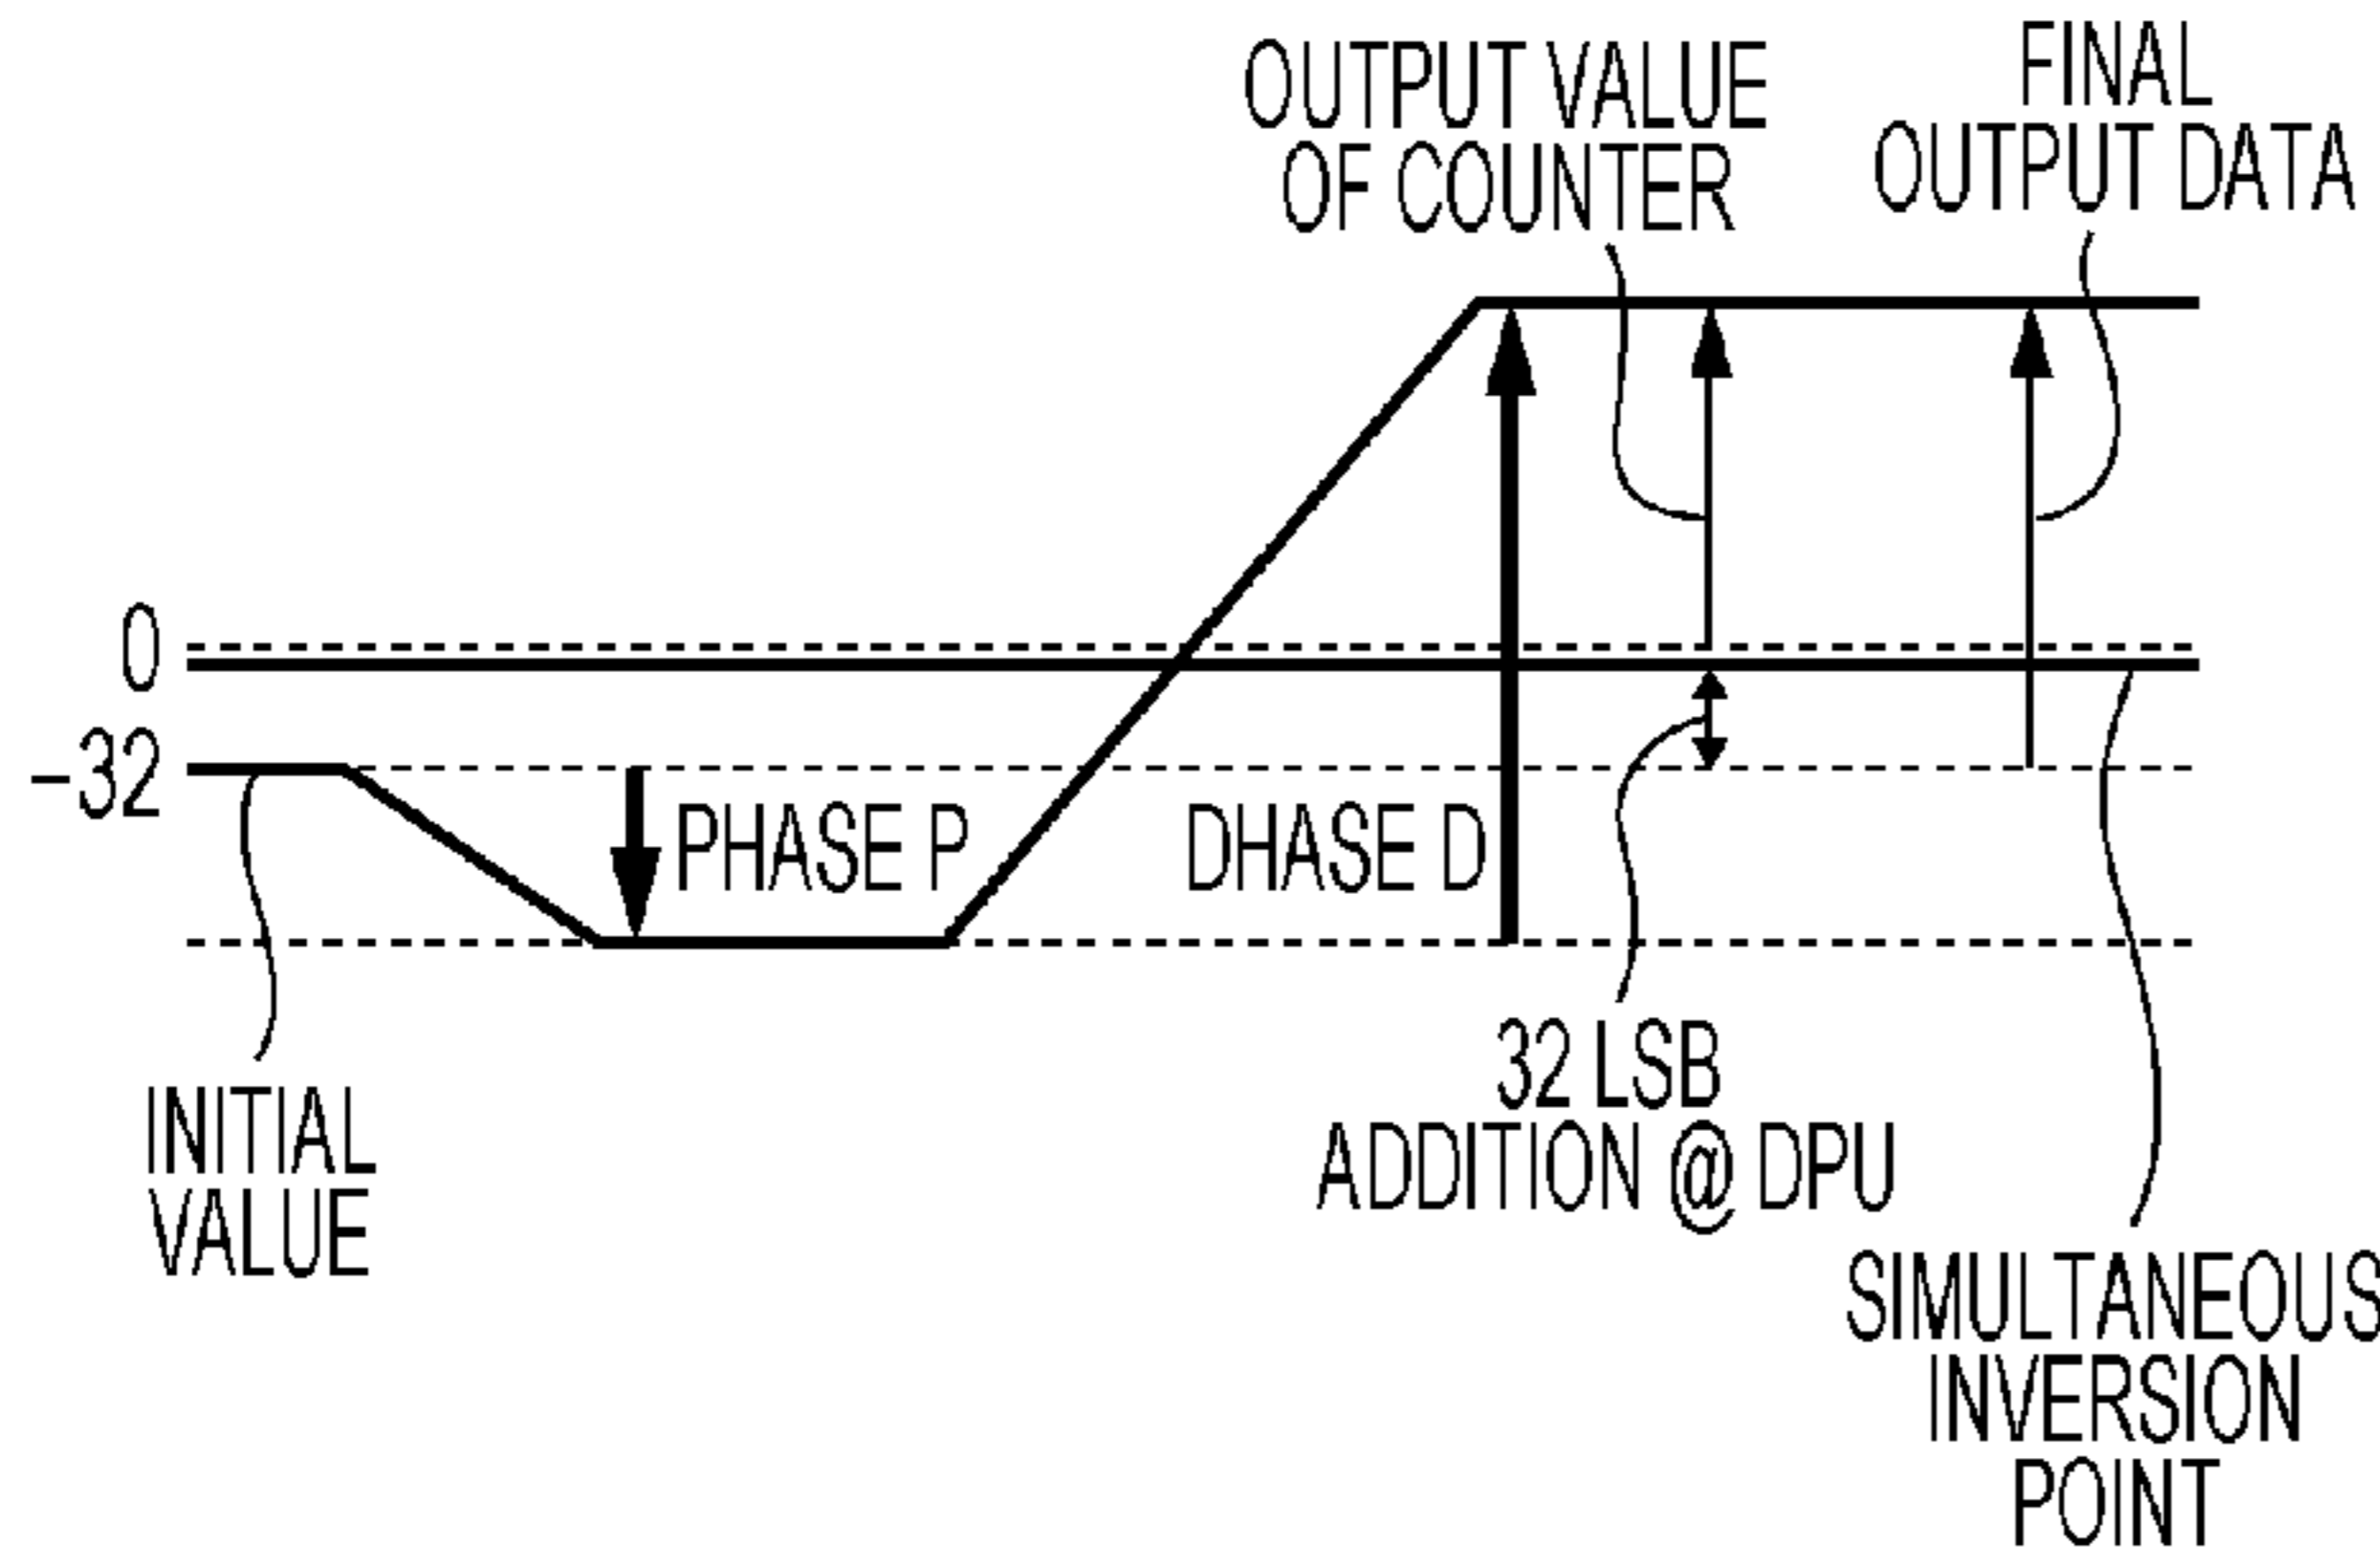 OUTPUT VALUE
OF COUNTER
FINAL
OUTPUT DATA
0
-32
PHASE P
DHASE D
INITIAL
VALUE
32 LSB
ADDITION @ DPU
SIMULTANEOUS
INVERSION
POINT